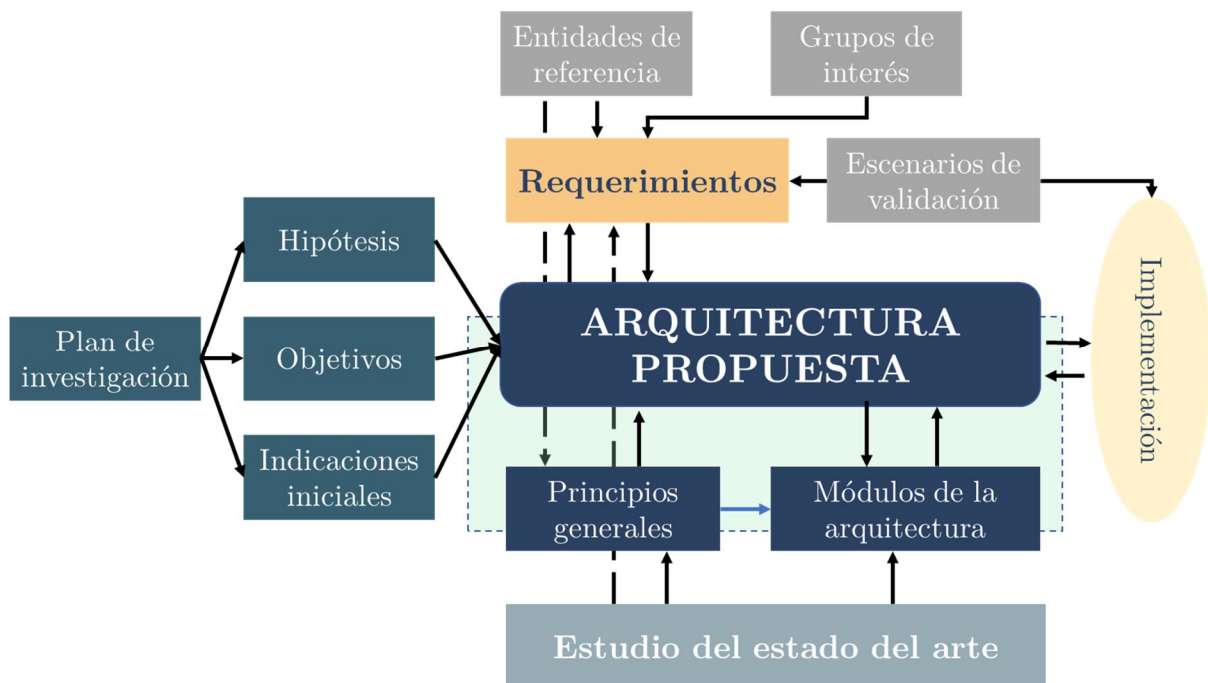 Entidades de
referencia
Grupos de
interés
Requerimientos
Escenarios de
validación
Hipótesis
Plan de
investigación
Objetivos
Indicaciones
iniciales
ARQUITECTURA
PROPUESTA
Implementación
Principios
generales
Módulos de la
arquitectura
Estudio del estado del arte